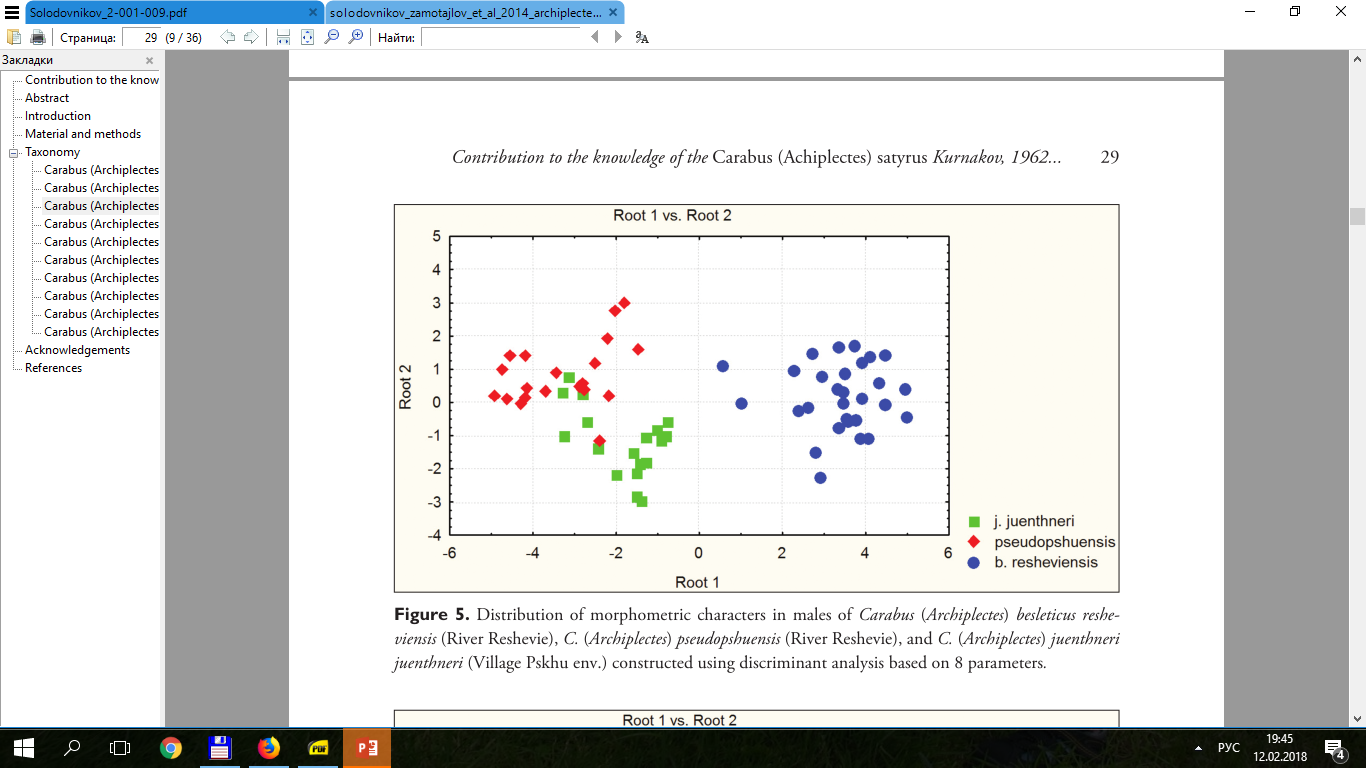 Solodovnikov_2-001-009.pdf
solodovnikov_zamotajlov_et_al_2014_archiplecte...
Страница: 29 (9 / 36)
Найти:
Закладки
Contribution to the know
Abstract
Introduction
Material and methods
Taxonomy
Carabus (Archiplectes
Carabus (Archiplectes
Carabus (Archiplectes
Carabus (Archiplectes
Carabus (Archiplectes
Carabus (Archiplectes
Carabus (Archiplectes
Carabus (Archiplectes
Carabus (Archiplectes
Carabus (Archiplectes
Acknowledgements
References
Contribution to the knowledge of the Carabus (Achiplectes) satyrus Kurnakov, 1962... 29
Root 1 vs. Root 2
5
4
3
2
1
0
-1
-2
-3
-4
Root 2
-6 -4 -2 0 2 4 6
Root 1
j. juenthneri
pseudopshuensis
b. resheviensis
Figure 5. Distribution of morphometric characters in males of Carabus (Archiplectes) besleticus reshe-
viensis (River Reshevie), C. (Archiplectes) pseudopshuensis (River Reshevie), and C. (Archiplectes) juenthneri
juenthneri (Village Pskhu env.) constructed using discriminant analysis based on 8 parameters.
Root 1 vs. Root 2
PDF
РУС
19:45
12.02.2018
4